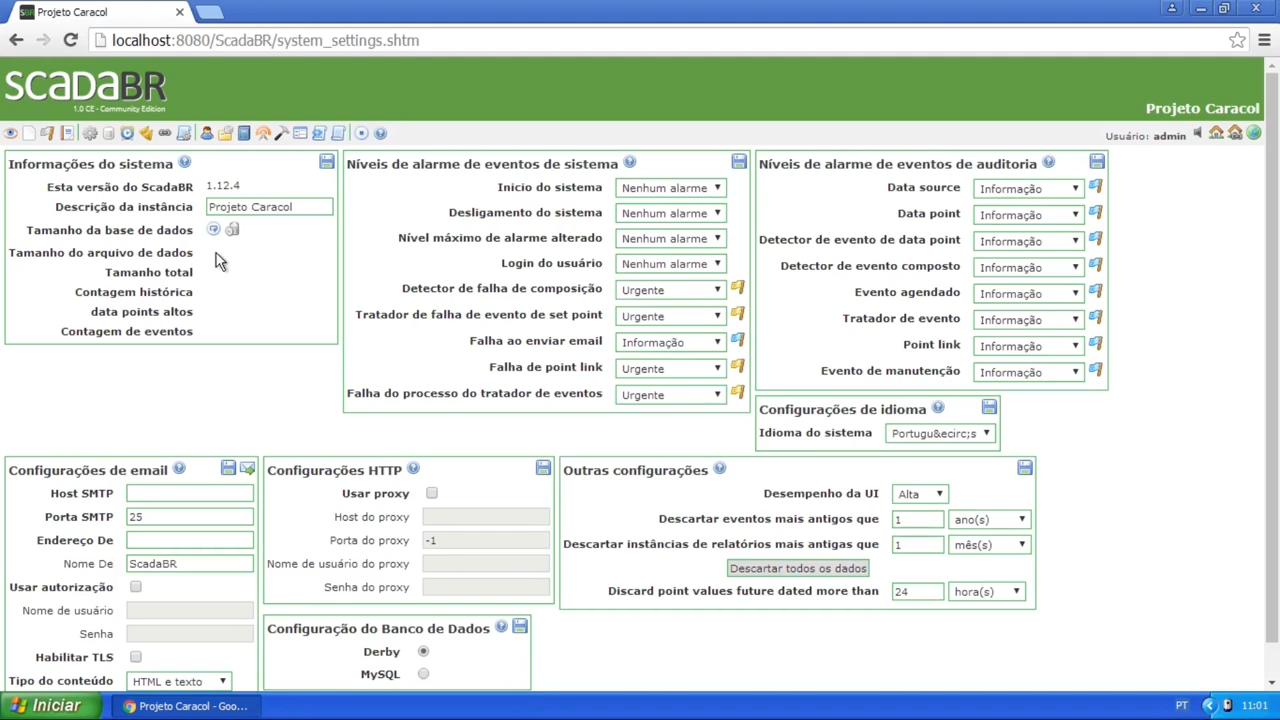 Projeto Caracol
localhost:8080/ScadaBR/system_settings.shtm
SCADABR
1.0 CE - Community Edition
Projeto Caracol
Usuário: admin
Informações do sistema
Esta versão do ScadaBR 1.12.4
Descrição da instância Projeto Caracol
Tamanho da base de dados
Tamanho do arquivo de dados
Tamanho total
Contagem histórica
data points altos
Contagem de eventos
Níveis de alarme de eventos de sistema
Inicio do sistema Nenhum alarme
Desligamento do sistema Nenhum alarme
Nível máximo de alarme alterado Nenhum alarme
Login do usuário Nenhum alarme
Detector de falha de composição Urgente
Tratador de falha de evento de set point Urgente
Falha ao enviar email Informação
Falha de point link Urgente
Falha do processo do tratador de eventos Urgente
Níveis de alarme de eventos de auditoria
Data source Informação
Data point Informação
Detector de evento de data point Informação
Detector de evento composto Informação
Evento agendado Informação
Tratador de evento Informação
Point link Informação
Evento de manutenção Informação
Configurações de idioma
Idioma do sistema Portugu&ecirc;s
Configurações de email
Host SMTP
Porta SMTP 25
Endereço De
Nome De ScadaBR
Usar autorização
Nome de usuário
Senha
Habilitar TLS
Tipo do conteúdo HTML e texto
Configurações HTTP
Usar proxy
Host do proxy
Porta do proxy -1
Nome de usuário do proxy
Senha do proxy
Configuração do Banco de Dados
Derby
MySQL
Outras configurações
Desempenho da UI Alta
Descartar eventos mais antigos que 1 ano(s)
Descartar instâncias de relatórios mais antigas que 1 mês(s)
Descartar todos os dados
Discard point values future dated more than 24 hora(s)
Iniciar
Projeto Caracol - Goo...
PT
11:01